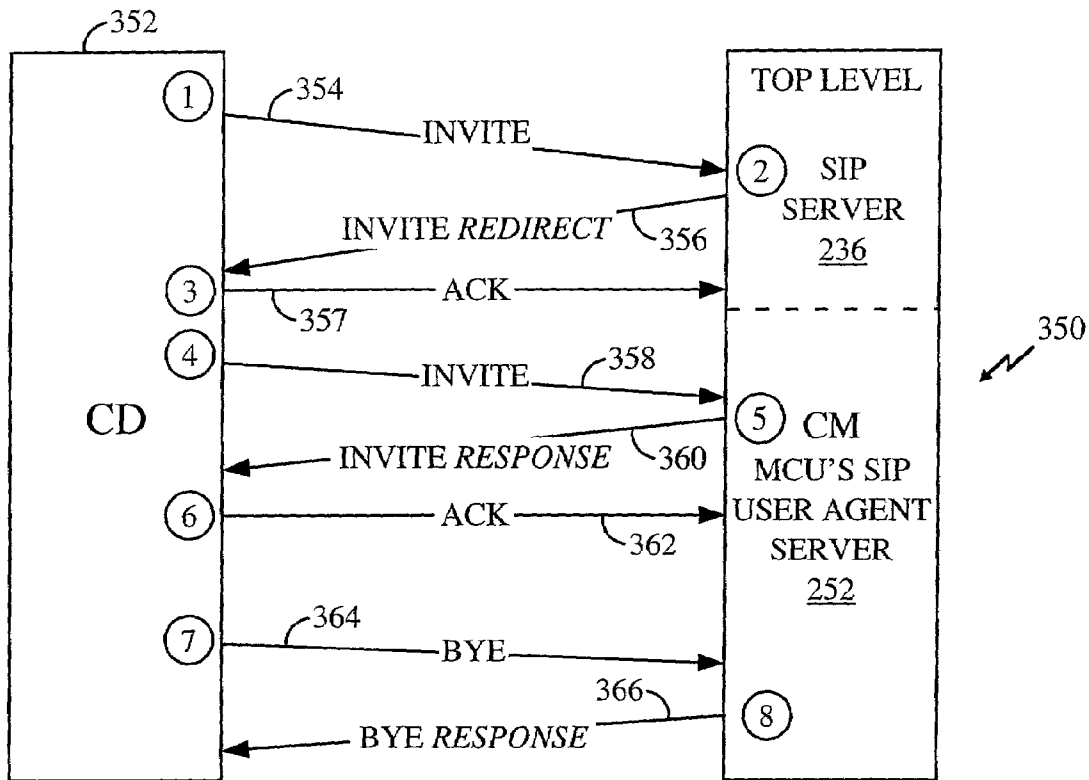 352
1
354
INVITE
TOP LEVEL
2
SIP
SERVER
236
INVITE REDIRECT
356
3
ACK
357
4
INVITE
358
350
CD
5
CM
MCU'S SIP
USER AGENT
SERVER
252
INVITE RESPONSE
360
6
ACK
362
7
364
BYE
366
8
BYE RESPONSE